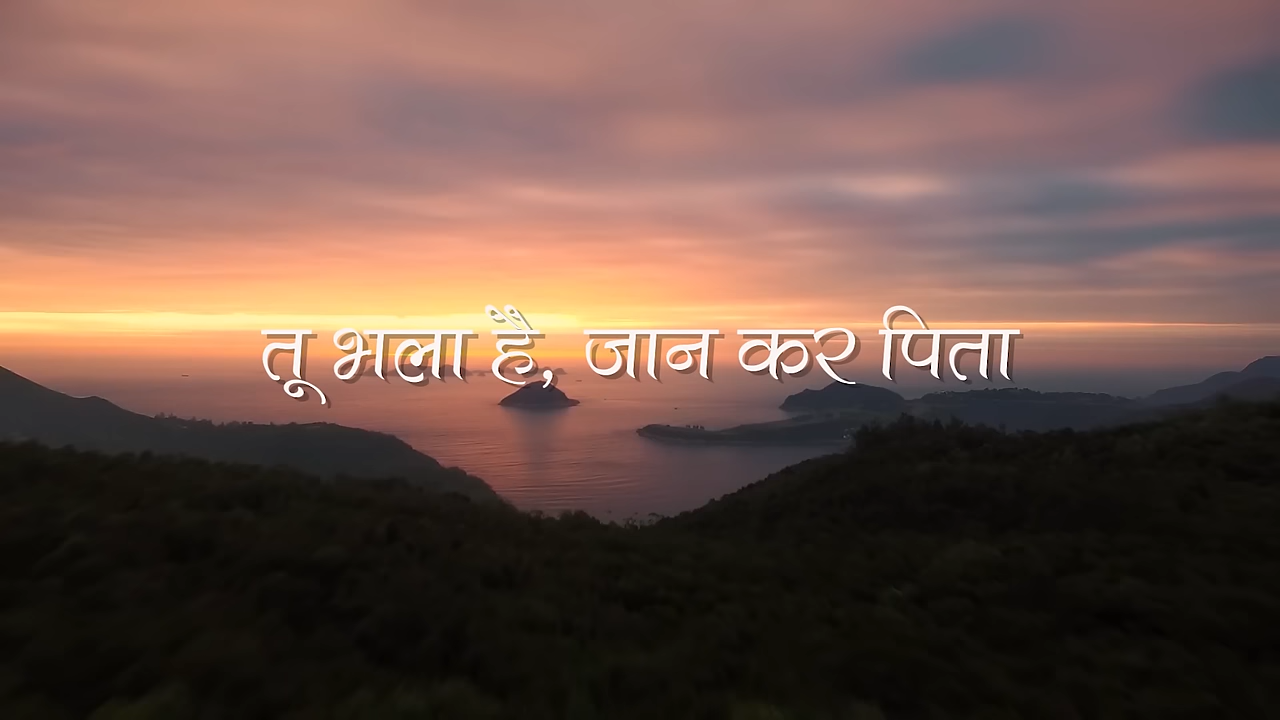 तू भला हैं, जान कर पिता